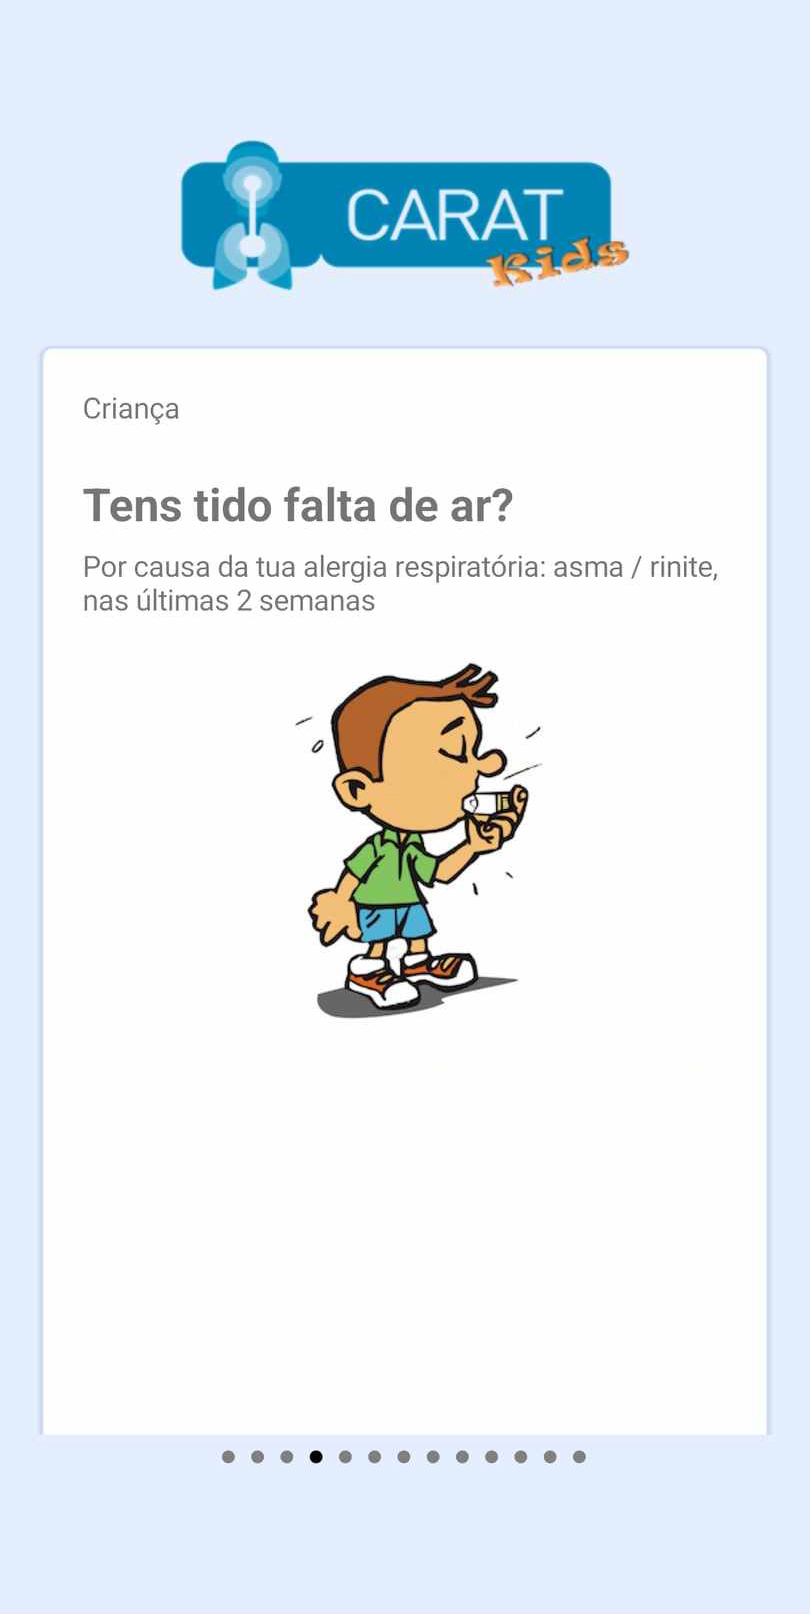 CARAT
Kids
Criança
Tens tido falta de ar?
Por causa da tua alergia respiratória: asma / rinite,
nas últimas 2 semanas